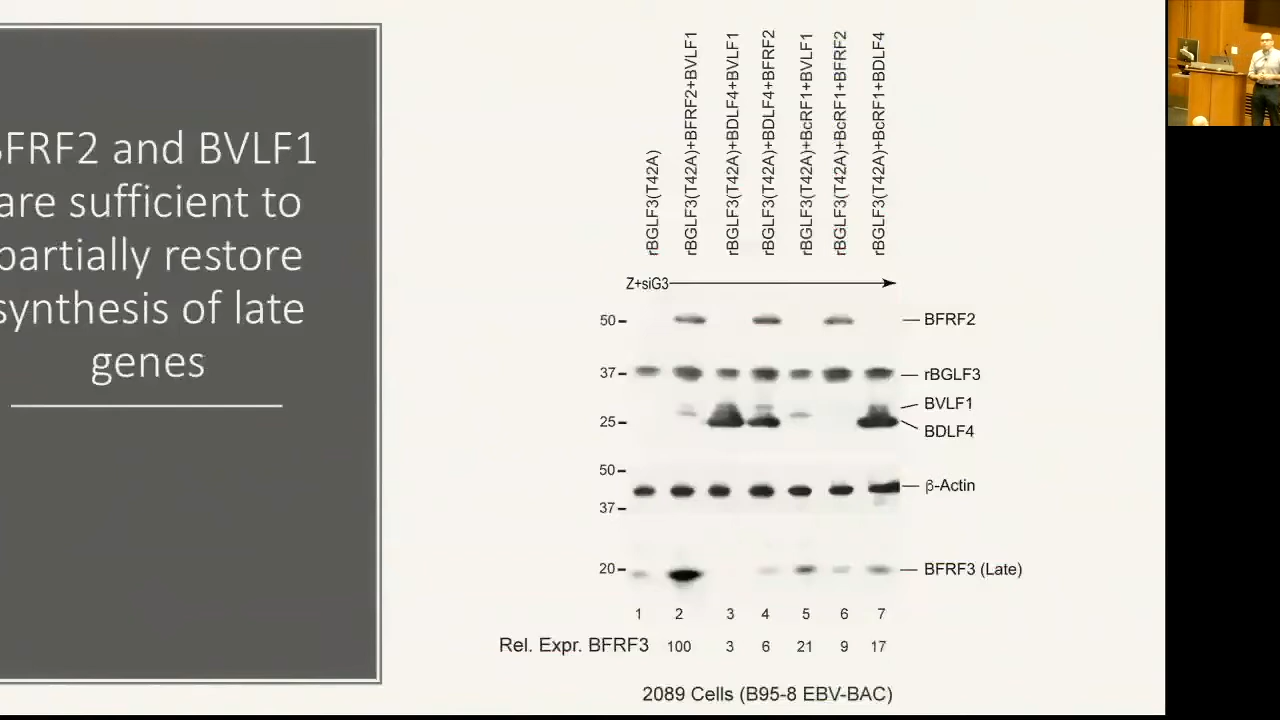 FRF2 and BVLF1
are sufficient to
partially restore
synthesis of late
genes
rBGLF3(T42A)
rBGLF3(T42A)+BFRF2+BVLF1
rBGLF3(T42A)+BDLF4+BVLF1
rBGLF3(T42A)+BDLF4+BFRF2
rBGLF3(T42A)+BcRF1+BVLF1
rBGLF3(T42A)+BcRF1+BFRF2
rBGLF3(T42A)+BcRF1+BDLF4
Z+siG3
50
BFRF2
37
rBGLF3
BVLF1
25
BDLF4
50
β-Actin
37
20
BFRF3 (Late)
1 2 3 4 5 6 7
Rel. Expr. BFRF3 100 3 6 21 9 17
2089 Cells (B95-8 EBV-BAC)